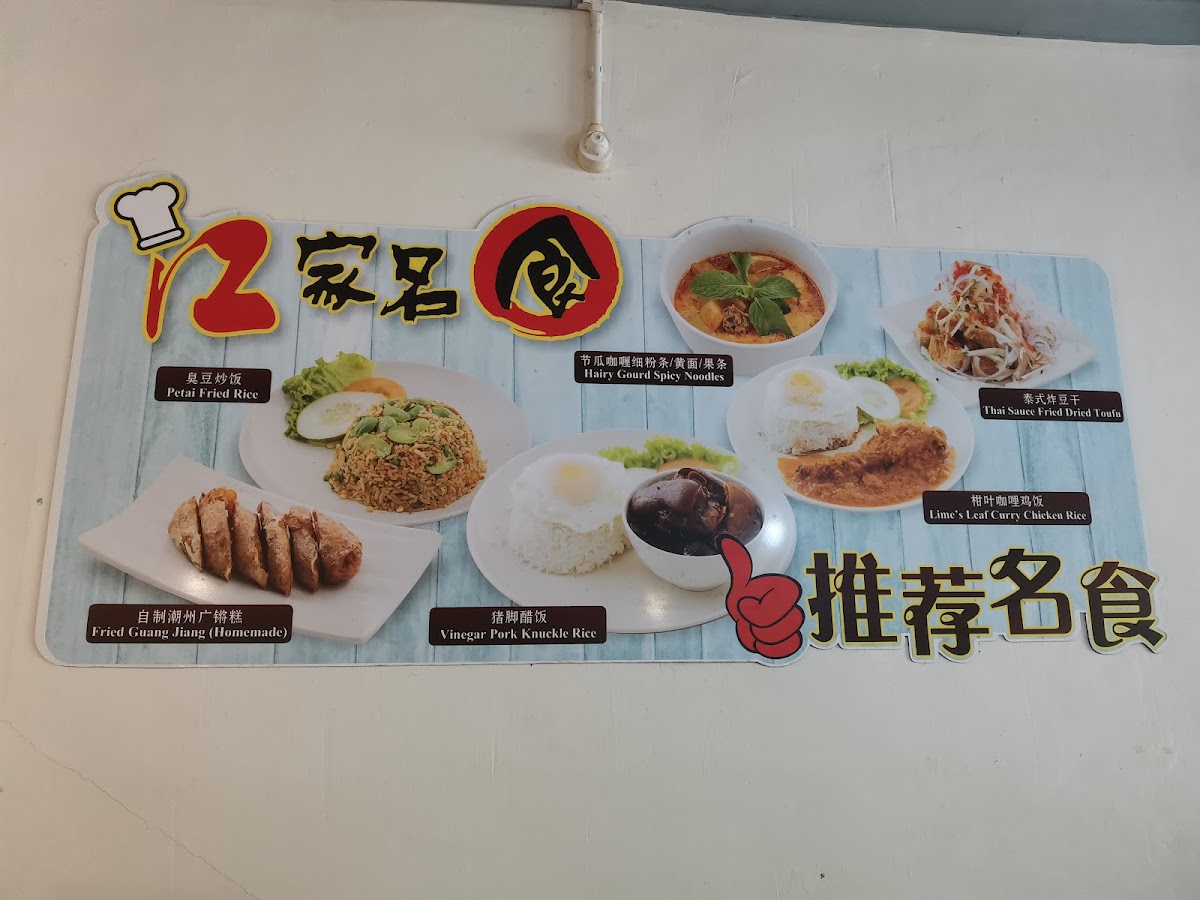 江家名食
节瓜咖喱细粉条/黄面/果条
Hairy Gourd Spicy Noodles
臭豆炒饭
Petai Fried Rice
泰式炸豆干
Thai Sauce Fried Dried Toufu
柑叶咖哩鸡饭
Lime's Leaf Curry Chicken Rice
自制潮州广锵糕
Fried Guang Jiang (Homemade)
猪脚醋饭
Vinegar Pork Knuckle Rice
推荐名食